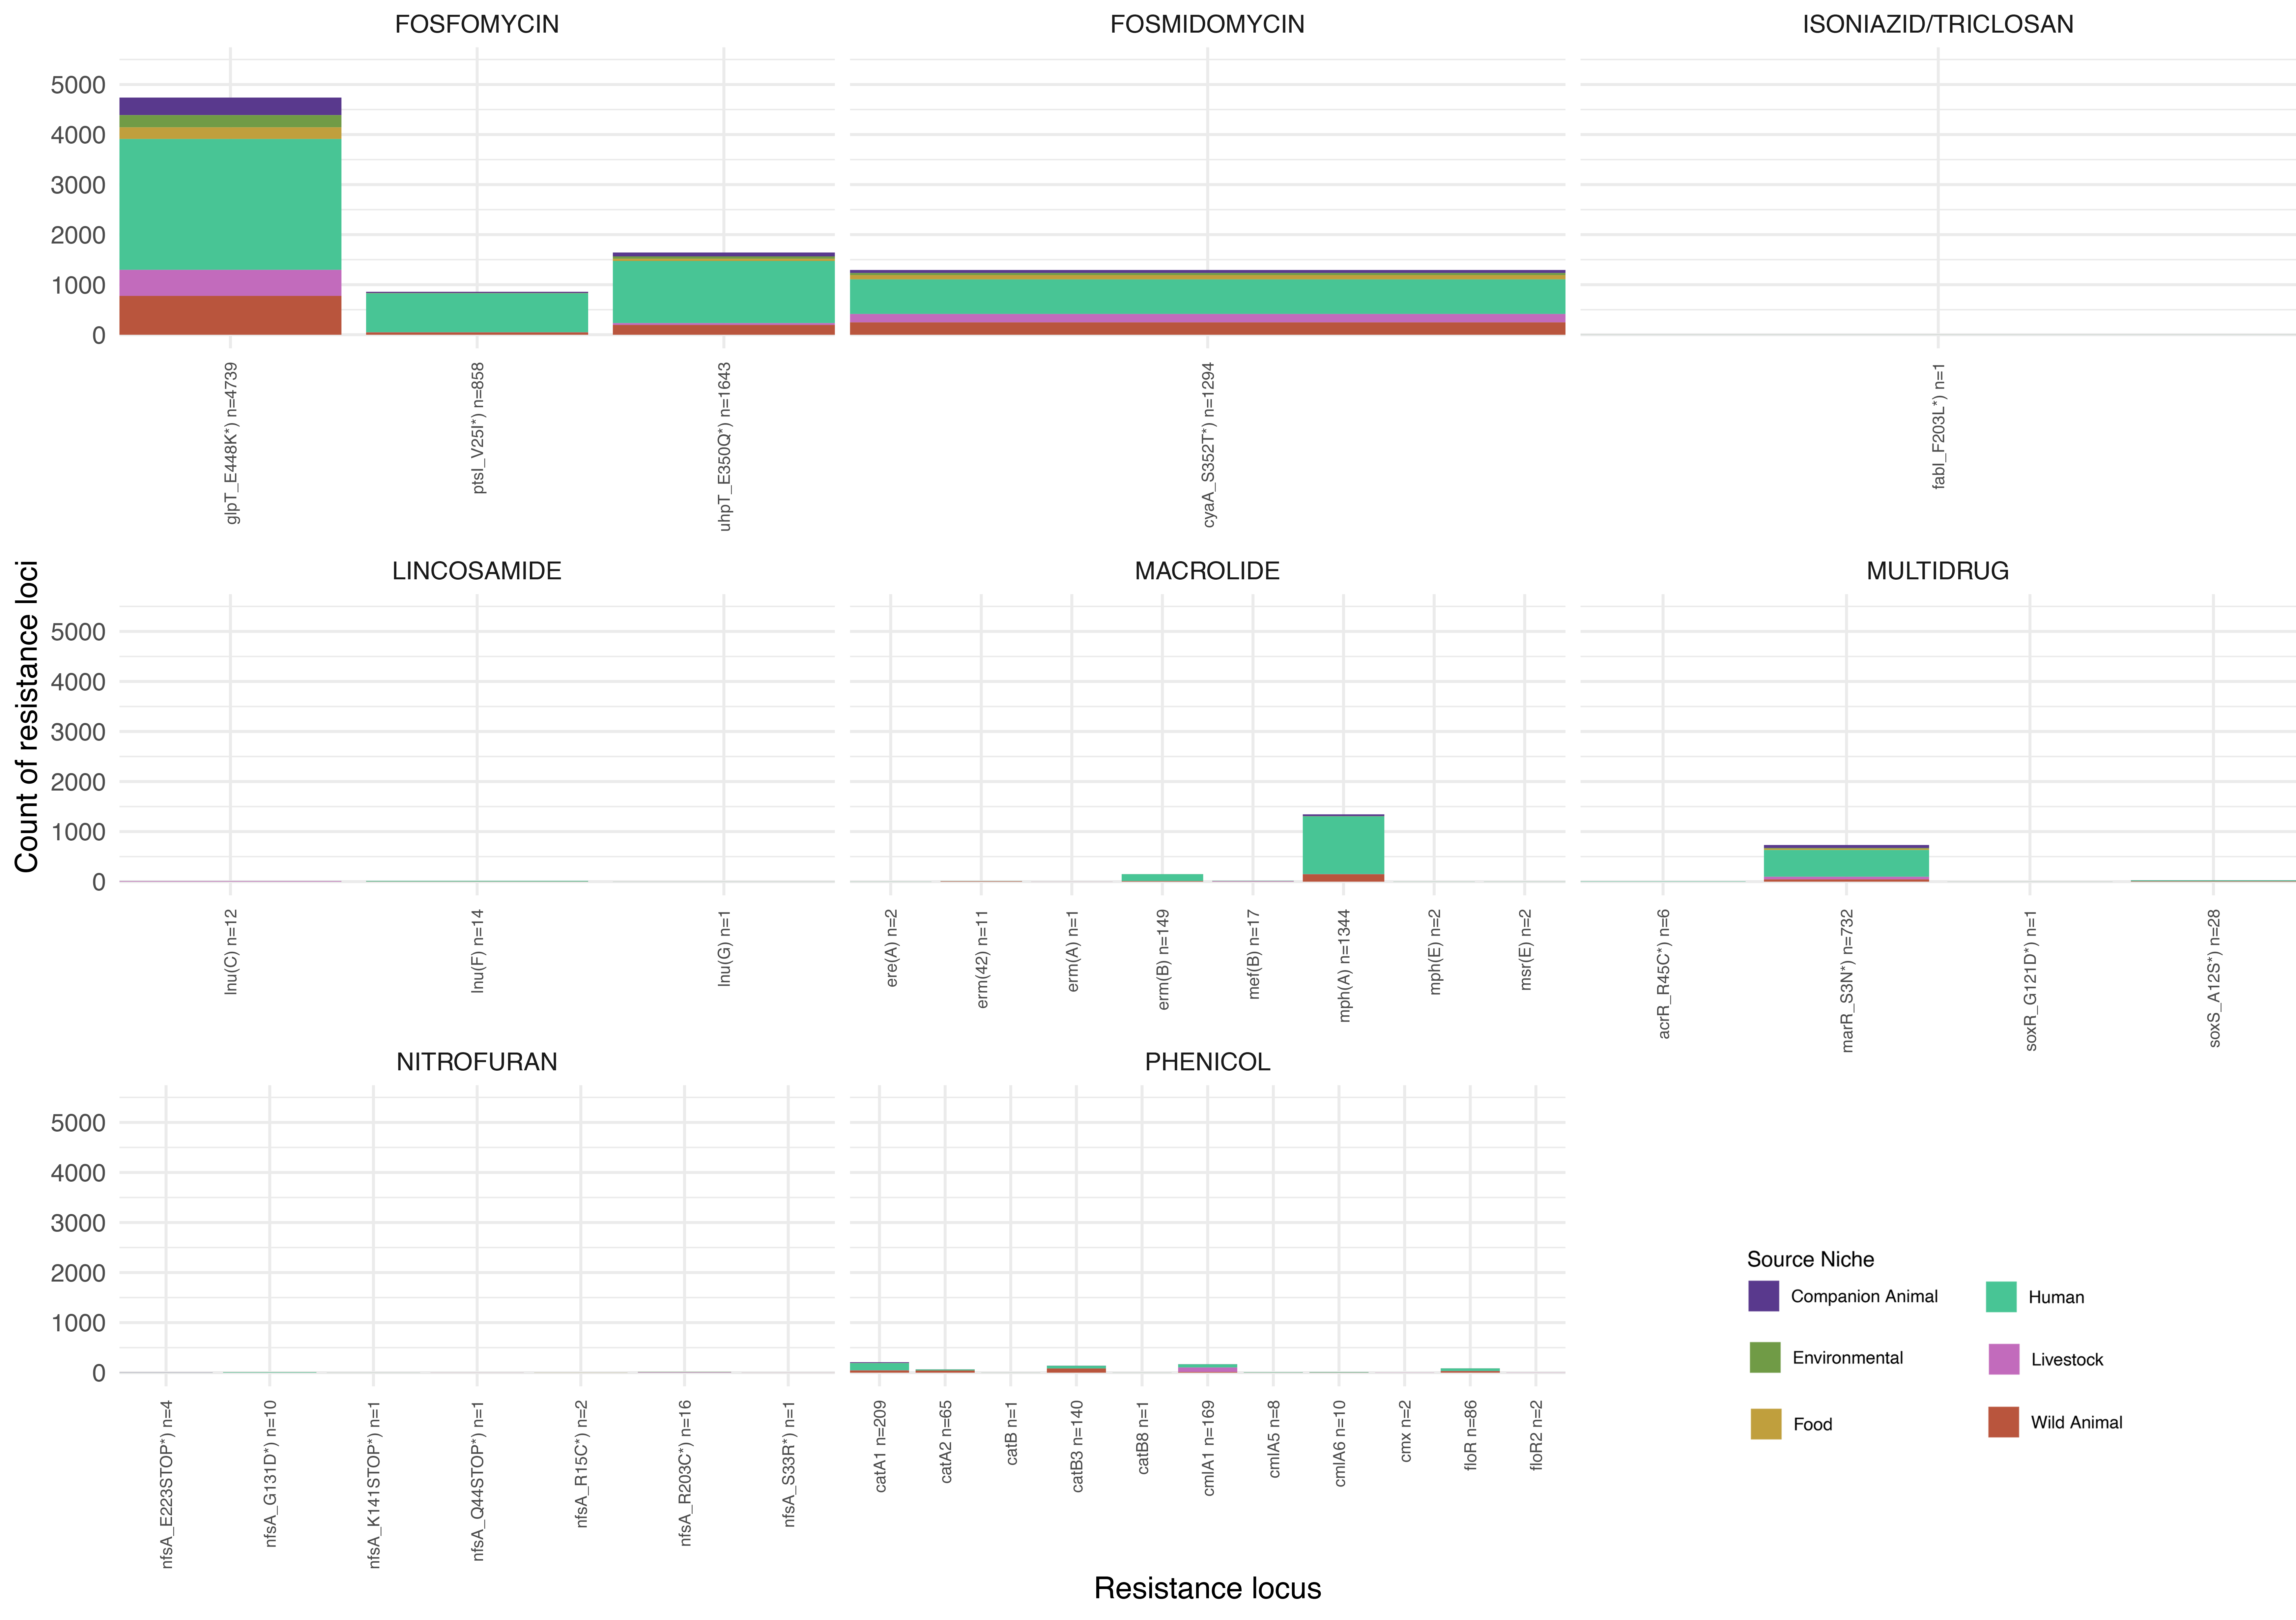 FOSFOMYCIN
FOSMIDOMYCIN
ISONIAZID/TRICLOSAN
5000
4000
3000
2000
1000
0
glpT_E448K*) n=4739
ptsI_V25I*) n=858
uhpT_E350Q*) n=1643
cyaA_S352T*) n=1294
fabI_F203L*) n=1
Count of resistance loci
LINCOSAMIDE
MACROLIDE
MULTIDRUG
5000
4000
3000
2000
1000
0
lnu(C) n=12
lnu(F) n=14
lnu(G) n=1
ere(A) n=2
erm(42) n=11
erm(A) n=1
erm(B) n=149
mef(B) n=17
mph(A) n=1344
mph(E) n=2
msr(E) n=2
acrR_R45C*) n=6
marR_S3N*) n=732
soxR_G121D*) n=1
soxS_A12S*) n=28
NITROFURAN
PHENICOL
5000
4000
3000
2000
1000
0
nfsA_E223STOP*) n=4
nfsA_G131D*) n=10
nfsA_K141STOP*) n=1
nfsA_Q44STOP*) n=1
nfsA_R15C*) n=2
nfsA_R203C*) n=16
nfsA_S33R*) n=1
catA1 n=209
catA2 n=65
catB n=1
catB3 n=140
catB8 n=1
cmlA1 n=169
cmlA5 n=8
cmlA6 n=10
cmx n=2
floR n=86
floR2 n=2
Source Niche
Companion Animal
Human
Environmental
Livestock
Food
Wild Animal
Resistance locus